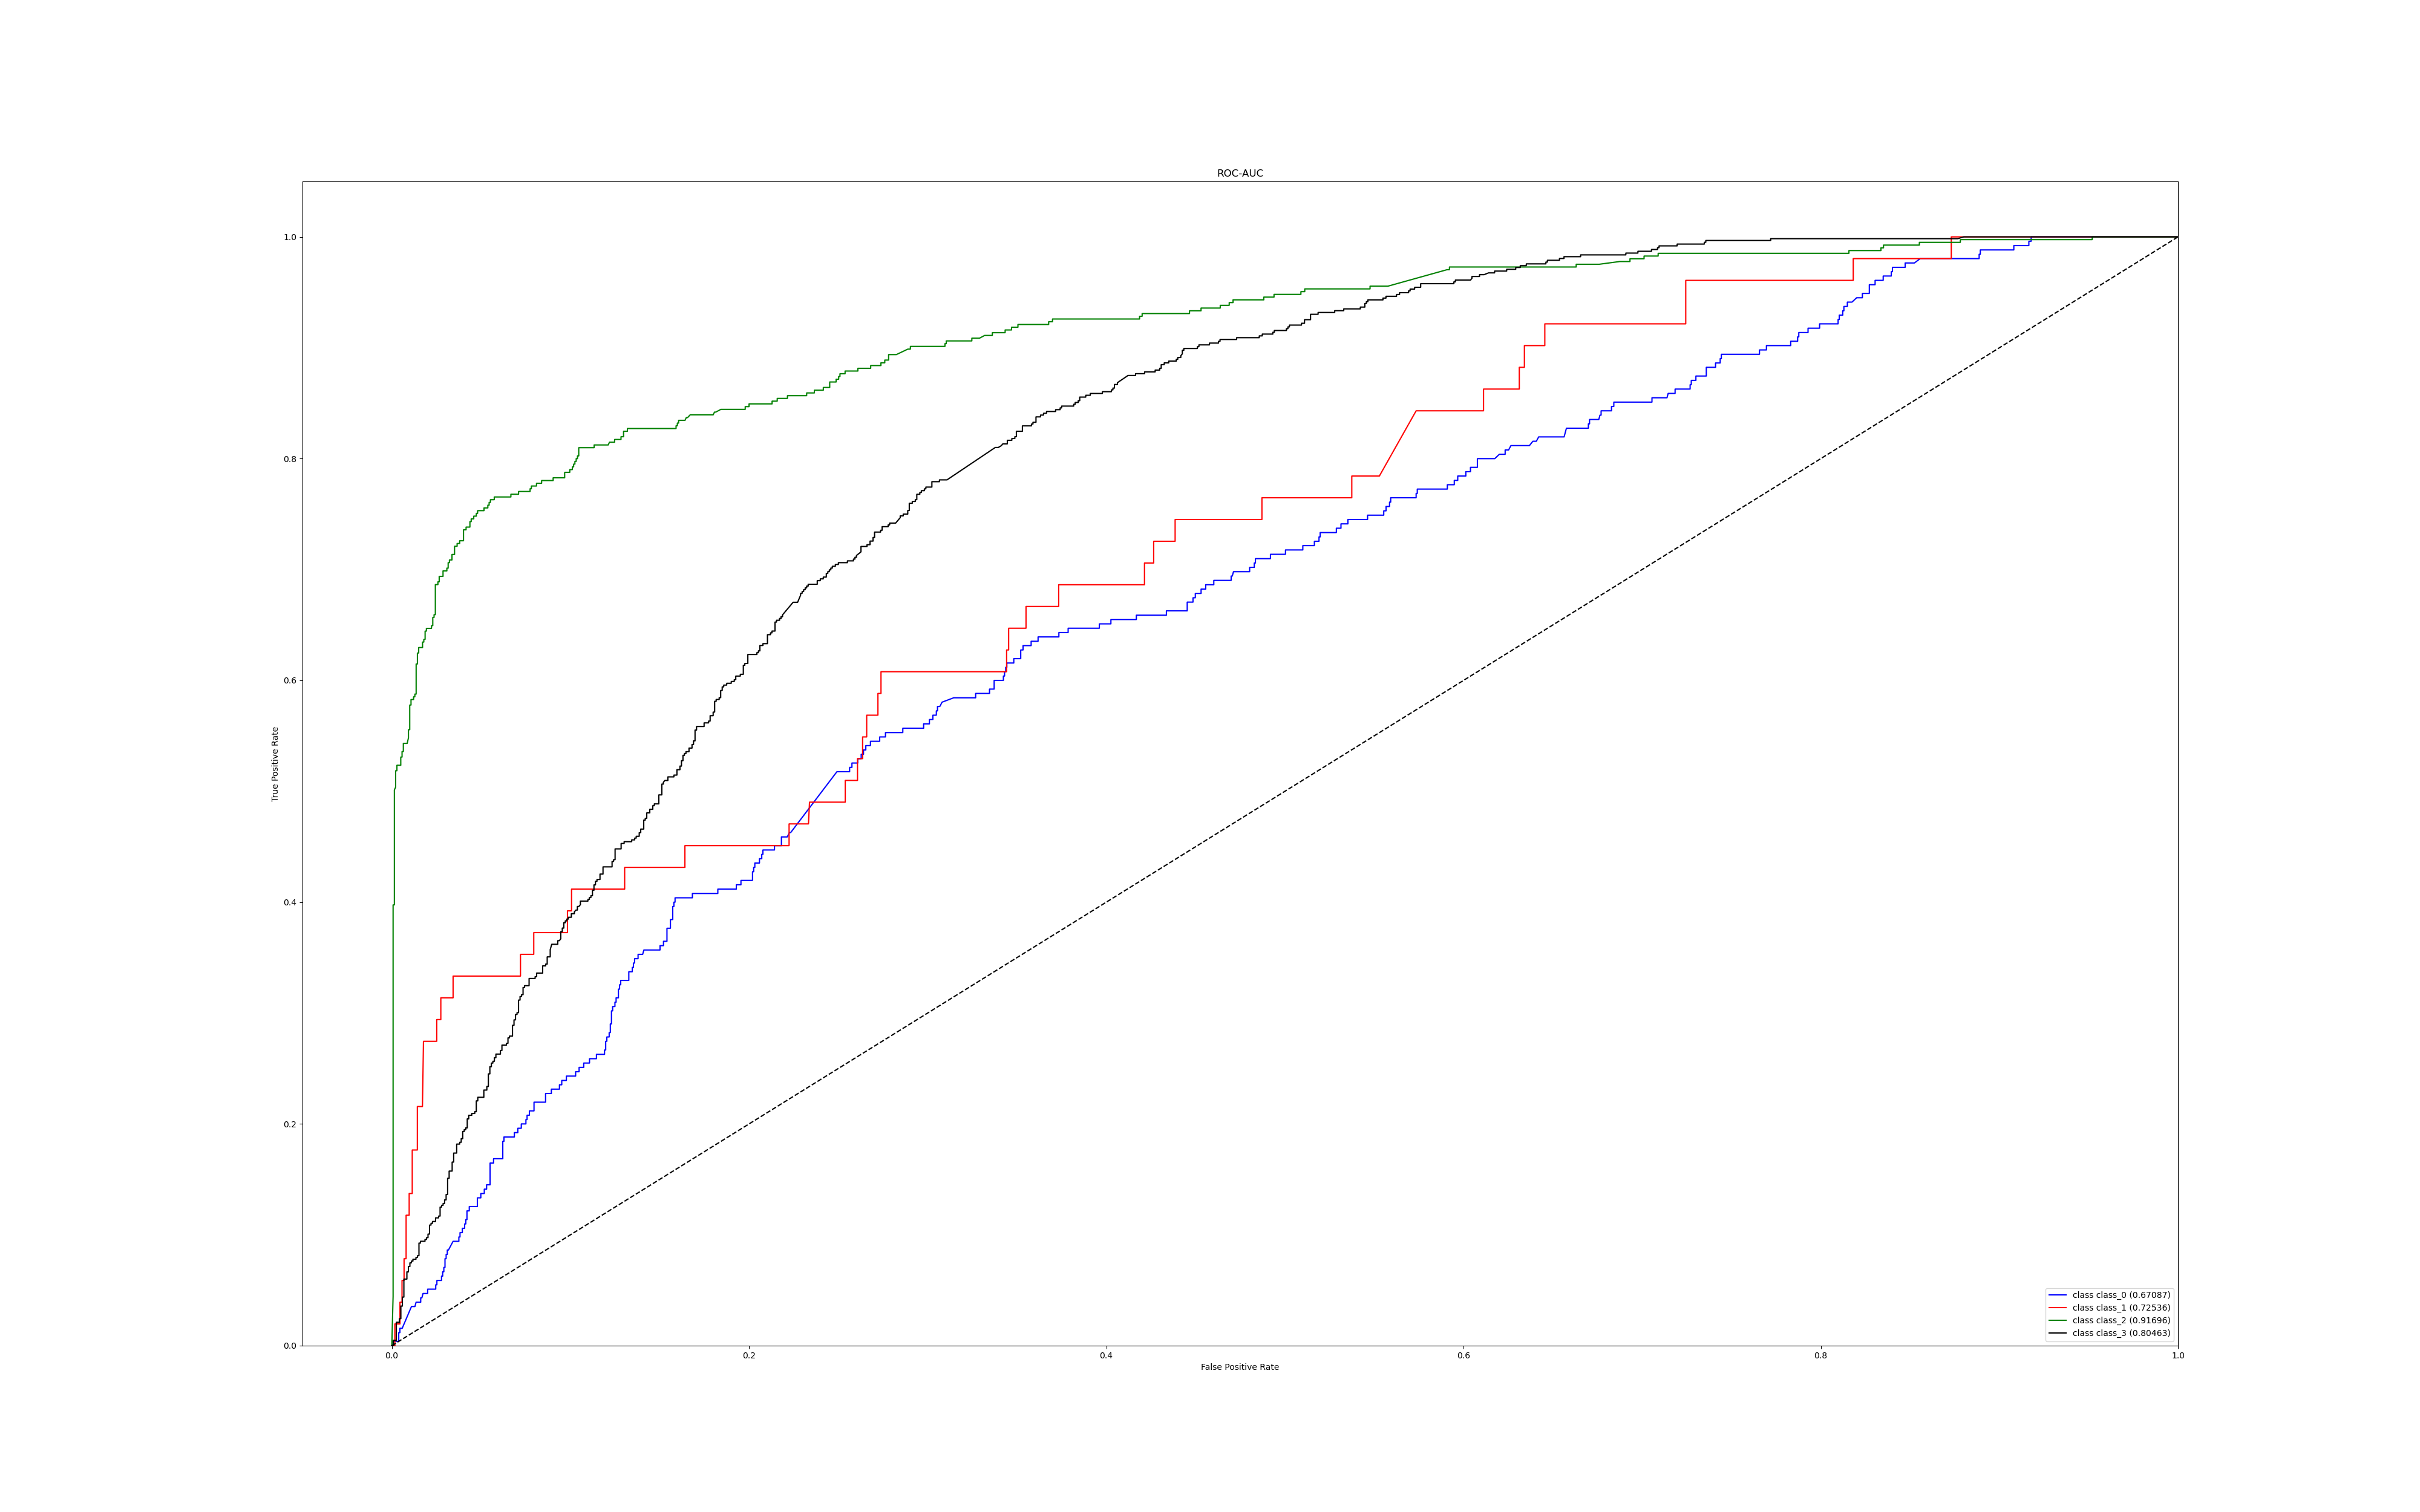 ROC-AUC
1.0
0.8
0.6
0.4
0.2
0.0
True Positive Rate
0.0 0.2 0.4 0.6 0.8 1.0
False Positive Rate
class class_0 (0.67087)
class class_1 (0.72536)
class class_2 (0.91696)
class class_3 (0.80463)